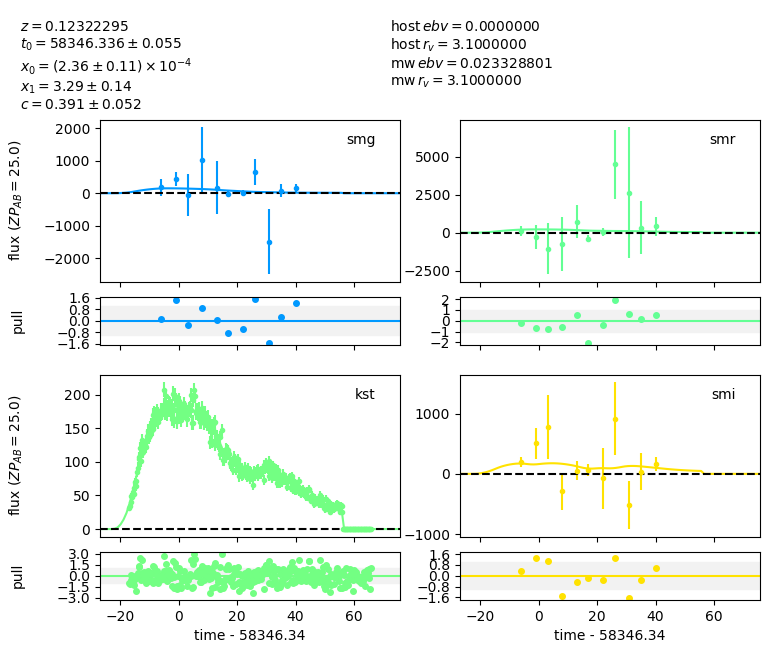 z = 0.12322295
t₀ = 58346.336 ± 0.055
x₀ = (2.36 ± 0.11) × 10⁻⁴
x₁ = 3.29 ± 0.14
c = 0.391 ± 0.052
host ebv = 0.0000000
host r_v = 3.1000000
mw ebv = 0.023328801
mw r_v = 3.1000000
flux (ZP_AB = 25.0)
2000
1000
0
−1000
−2000
smg
5000
2500
0
−2500
smr
pull
1.6
0.8
0.0
−0.8
−1.6
2
1
0
−1
−2
flux (ZP_AB = 25.0)
200
150
100
50
0
kst
1000
0
−1000
smi
pull
3.0
1.5
0.0
−1.5
−3.0
1.6
0.8
0.0
−0.8
−1.6
−20 0 20 40 60
−20 0 20 40 60
time - 58346.34
time - 58346.34